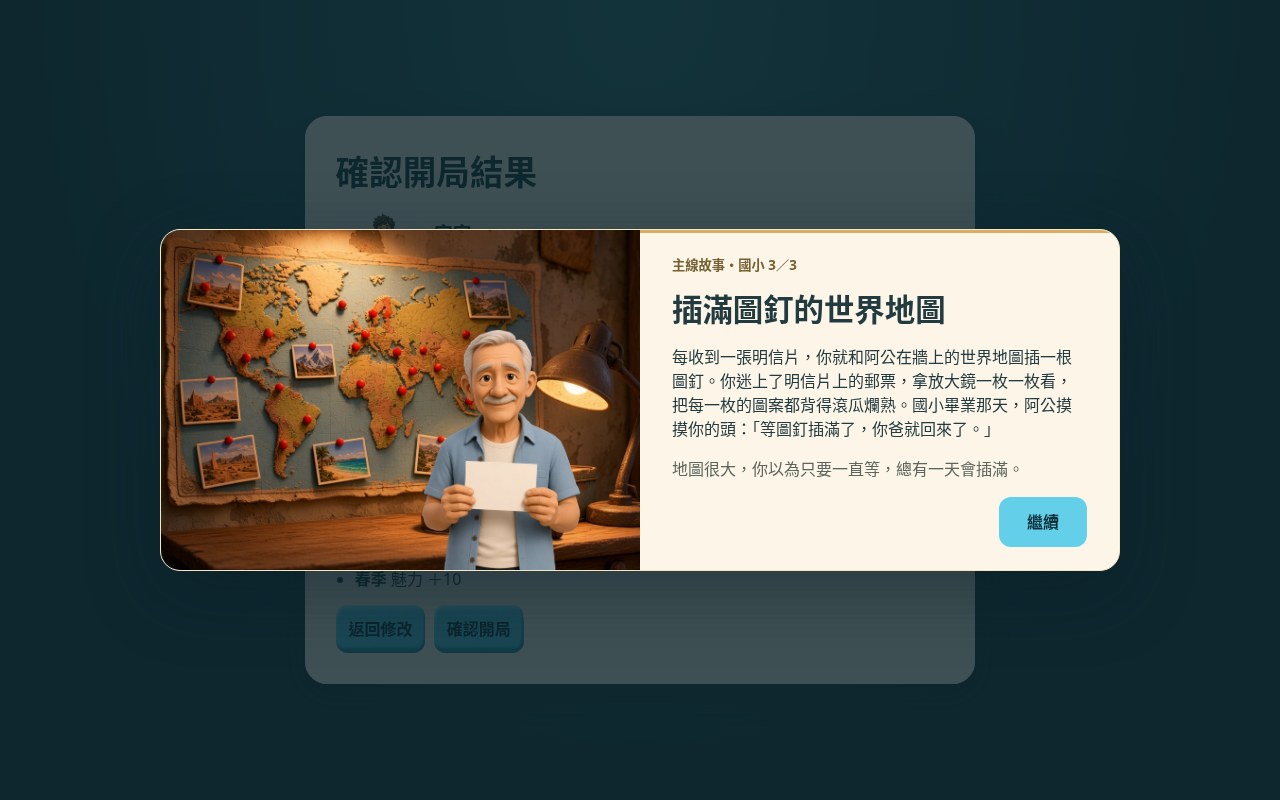 確認開局結果
主線故事・國小 3／3
插滿圖釘的世界地圖
每收到一張明信片，你就和阿公在牆上的世界地圖插一根
圖釘。你迷上了明信片上的郵票，拿放大鏡一枚一枚看，
把每一枚的圖案都背得滾瓜爛熟。國小畢業那天，阿公摸
摸你的頭：「等圖釘插滿了，你爸就回來了。」
地圖很大，你以為只要一直等，總有一天會插滿。
繼續
春季 魅力 ＋10
返回修改 確認開局